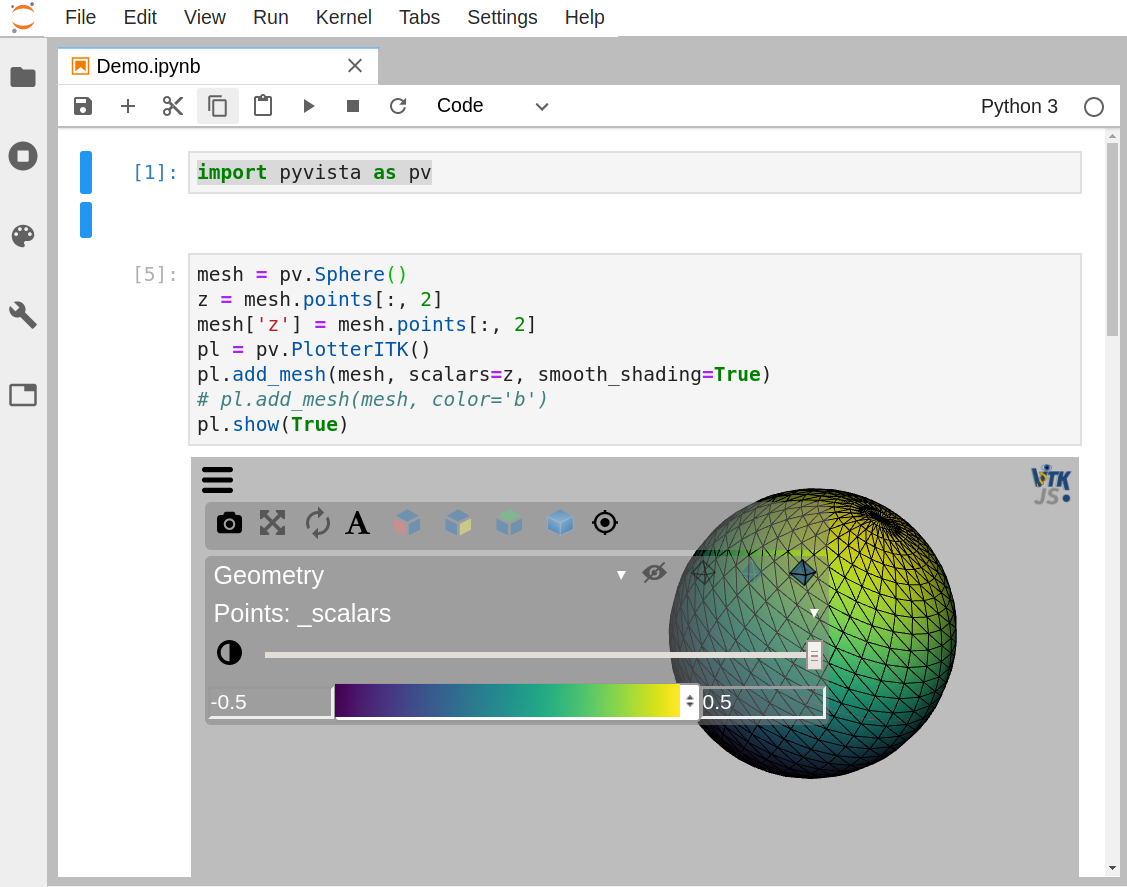 File Edit View Run Kernel Tabs Settings Help
Demo.ipynb
Code
Python 3
[1]:
import pyvista as pv
[5]:
mesh = pv.Sphere()
z = mesh.points[:, 2]
mesh['z'] = mesh.points[:, 2]
pl = pv.PlotterITK()
pl.add_mesh(mesh, scalars=z, smooth_shading=True)
# pl.add_mesh(mesh, color='b')
pl.show(True)
VTK
JS
A
Geometry
Points: _scalars
-0.5
0.5